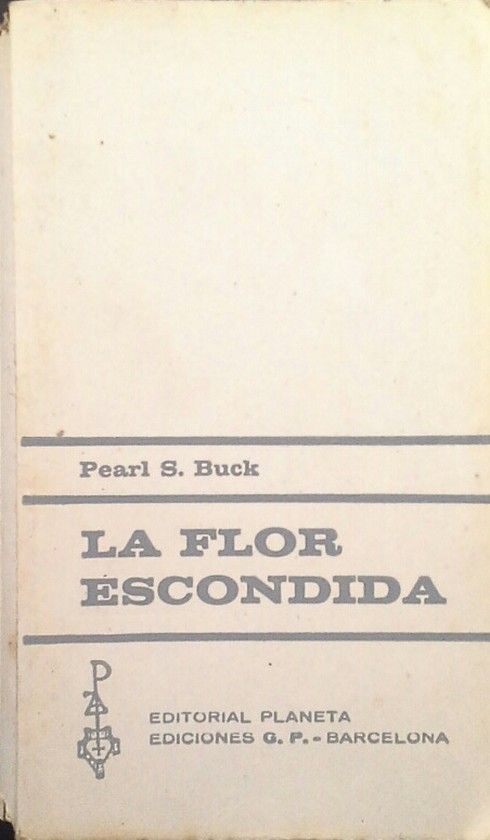 Pearl S. Buck
LA FLOR
ESCONDIDA
EDITORIAL PLANETA
EDICIONES G. P. - BARCELONA